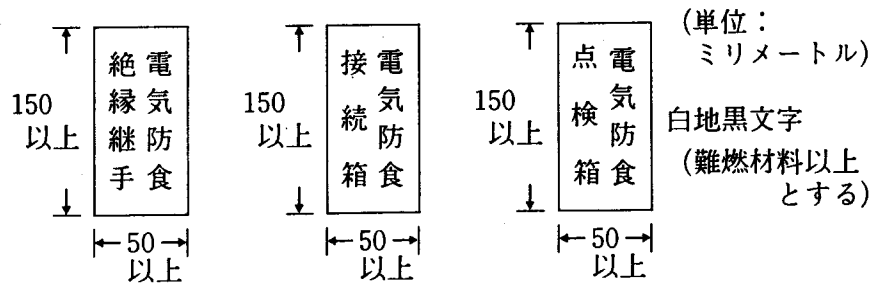 電気防食
絶縁継手
150
以上
50
以上
電気防食
接続箱
150
以上
50
以上
電気防食
点検箱
150
以上
50
以上
(単位：
ミリメートル)
白地黒文字
(難燃材料以上
とする)